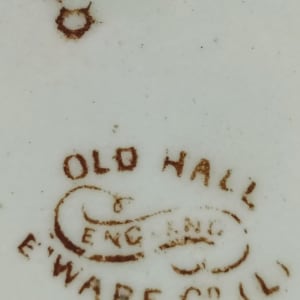 OLD HALL
ENGLAND
E'WARE Co (L)